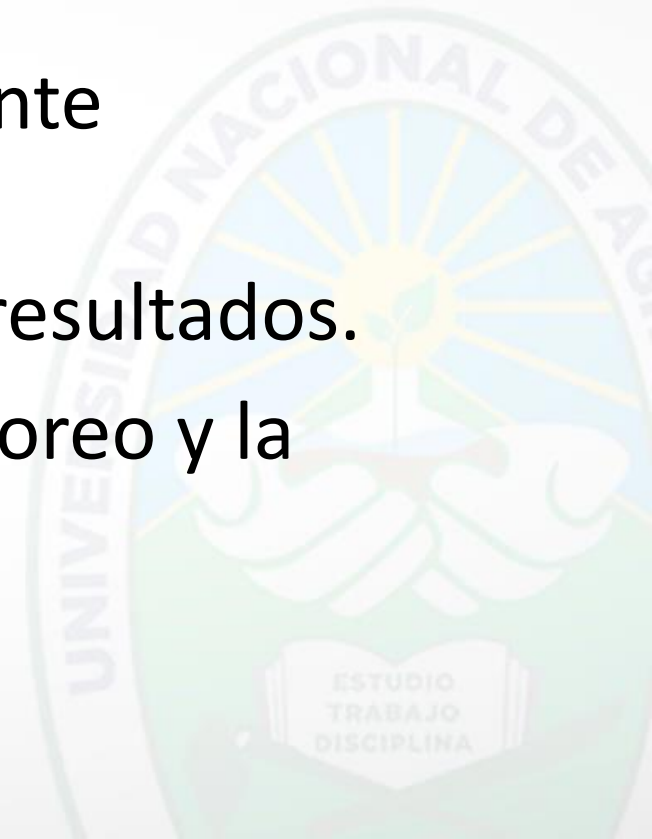 nte
resultados.
oreo y la
UNIVERSIDAD NACIONAL DE AG
ESTUDIO
TRABAJO
DISCIPLINA